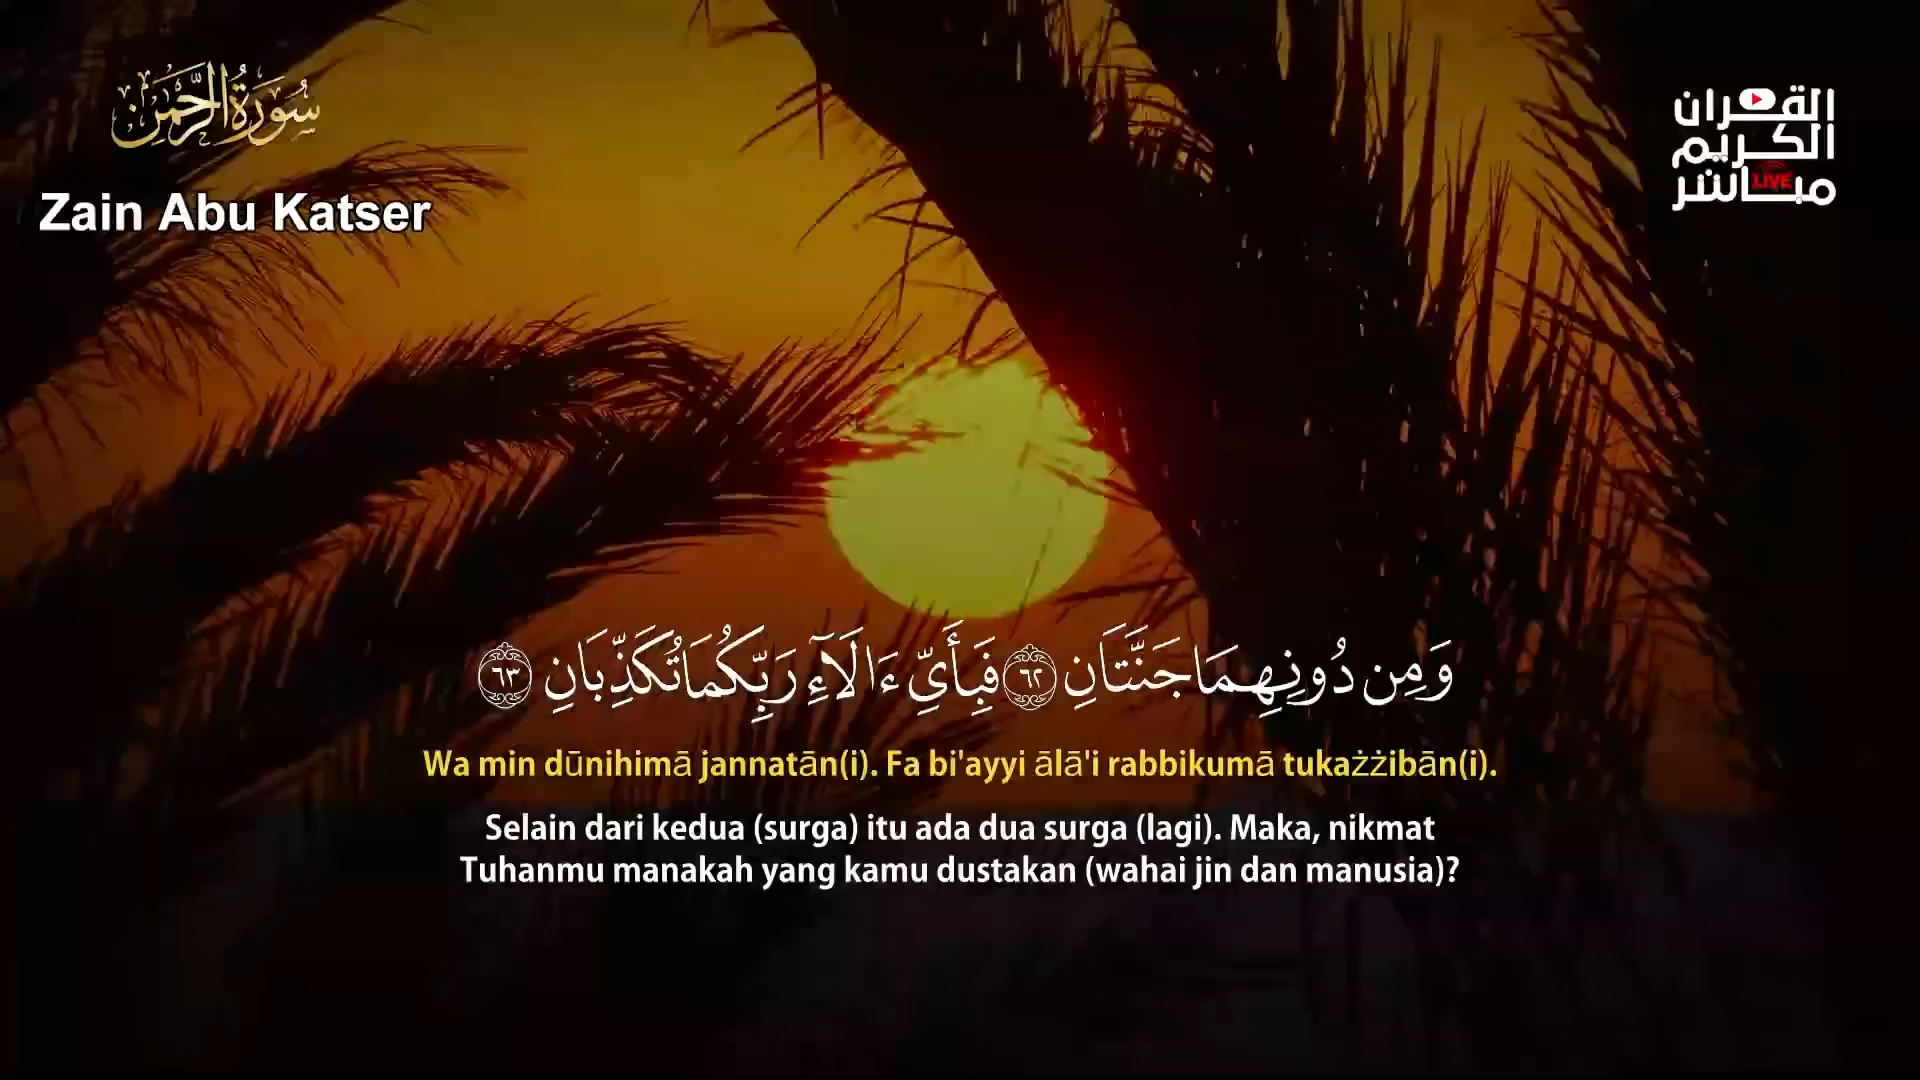 سُورَةُ الرَّحْمَٰن
Zain Abu Katser
القران
الكريم
مباشر
LIVE
وَمِن دُونِهِمَا جَنَّتَانِ ٦٢ فَبِأَيِّ ءَالَآءِ رَبِّكُمَا تُكَذِّبَانِ ٦٣
Wa min dūnihimā jannatān(i). Fa bi'ayyi ālā'i rabbikumā tukażżibān(i).
Selain dari kedua (surga) itu ada dua surga (lagi). Maka, nikmat
Tuhanmu manakah yang kamu dustakan (wahai jin dan manusia)?